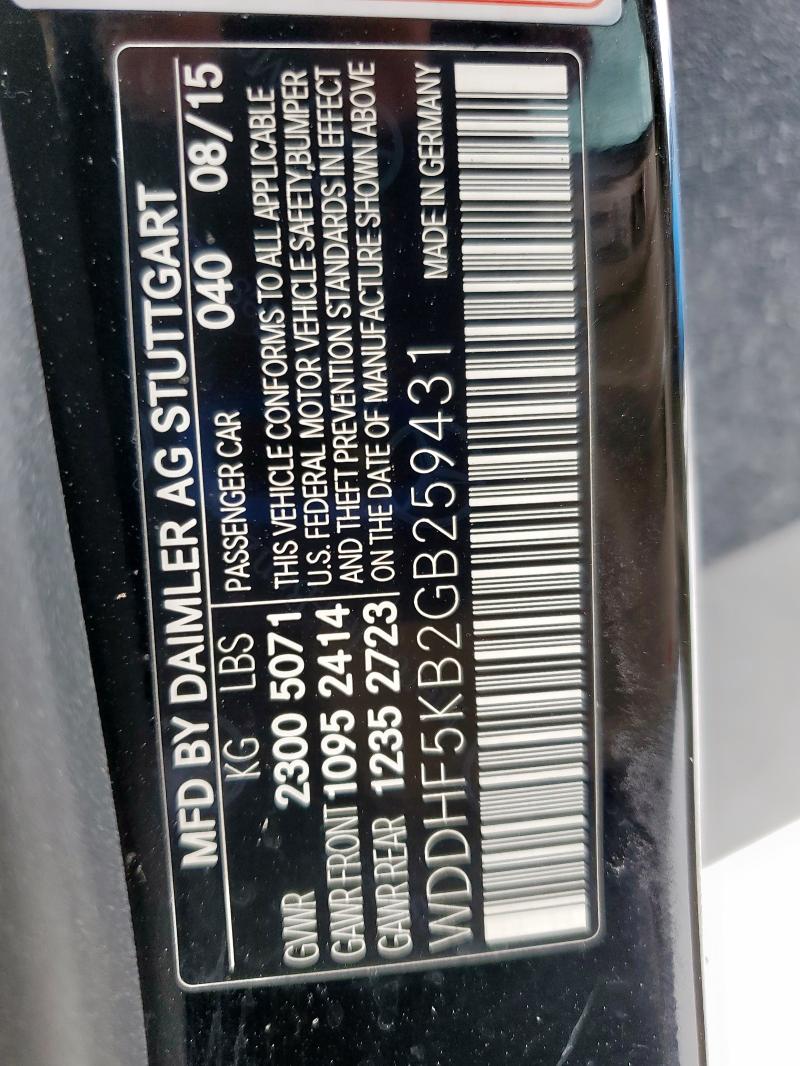 MFD BY DAIMLER AG STUTTGART
040 08/15
KG LBS PASSENGER CAR
GVWR 2300 5071
GAWR FRONT 1095 2414
GAWR REAR 1235 2723
THIS VEHICLE CONFORMS TO ALL APPLICABLE
U.S. FEDERAL MOTOR VEHICLE SAFETY,BUMPER
AND THEFT PREVENTION STANDARDS IN EFFECT
ON THE DATE OF MANUFACTURE SHOWN ABOVE
MADE IN GERMANY
WDDHF5KB2GB259431